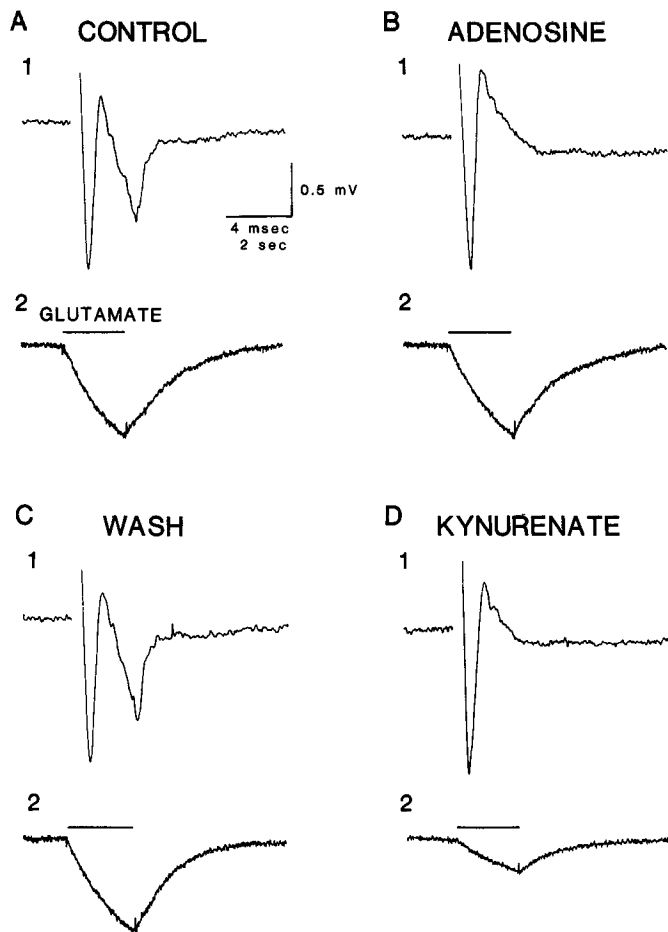 A CONTROL
1
0.5 mV
4 msec
2 sec
2
GLUTAMATE
B ADENOSINE
1
2
C WASH
1
2
D KYNURENATE
1
2